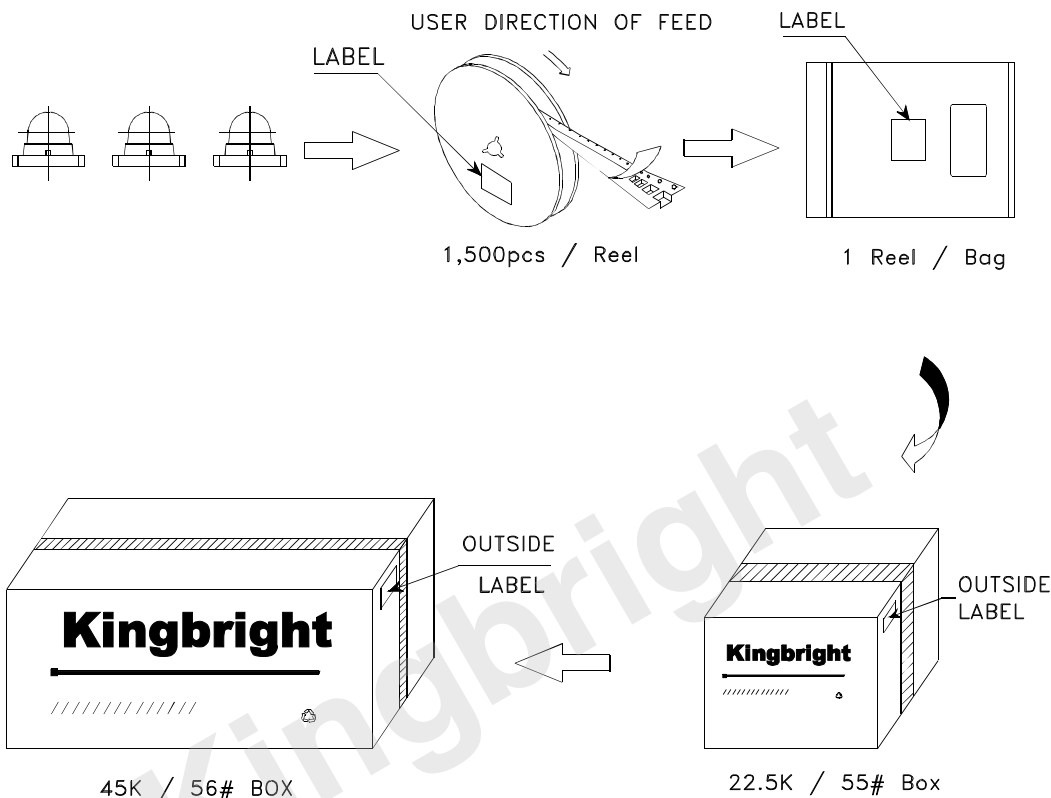 USER DIRECTION OF FEED
LABEL
LABEL
1,500pcs / Reel
1 Reel / Bag
OUTSIDE
LABEL
OUTSIDE
LABEL
Kingbright
Kingbright
Kingbright
45K / 56# BOX
22.5K / 55# Box